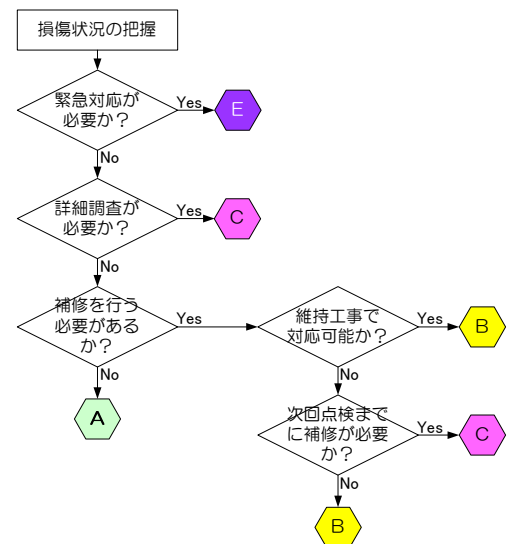 損傷状況の把握
緊急対応が
必要か？
Yes
E
No
詳細調査が
必要か？
Yes
C
No
補修を行う
必要がある
か？
Yes
維持工事で
対応可能か？
Yes
B
No
No
A
次回点検まで
に補修が必要
か？
Yes
C
No
B